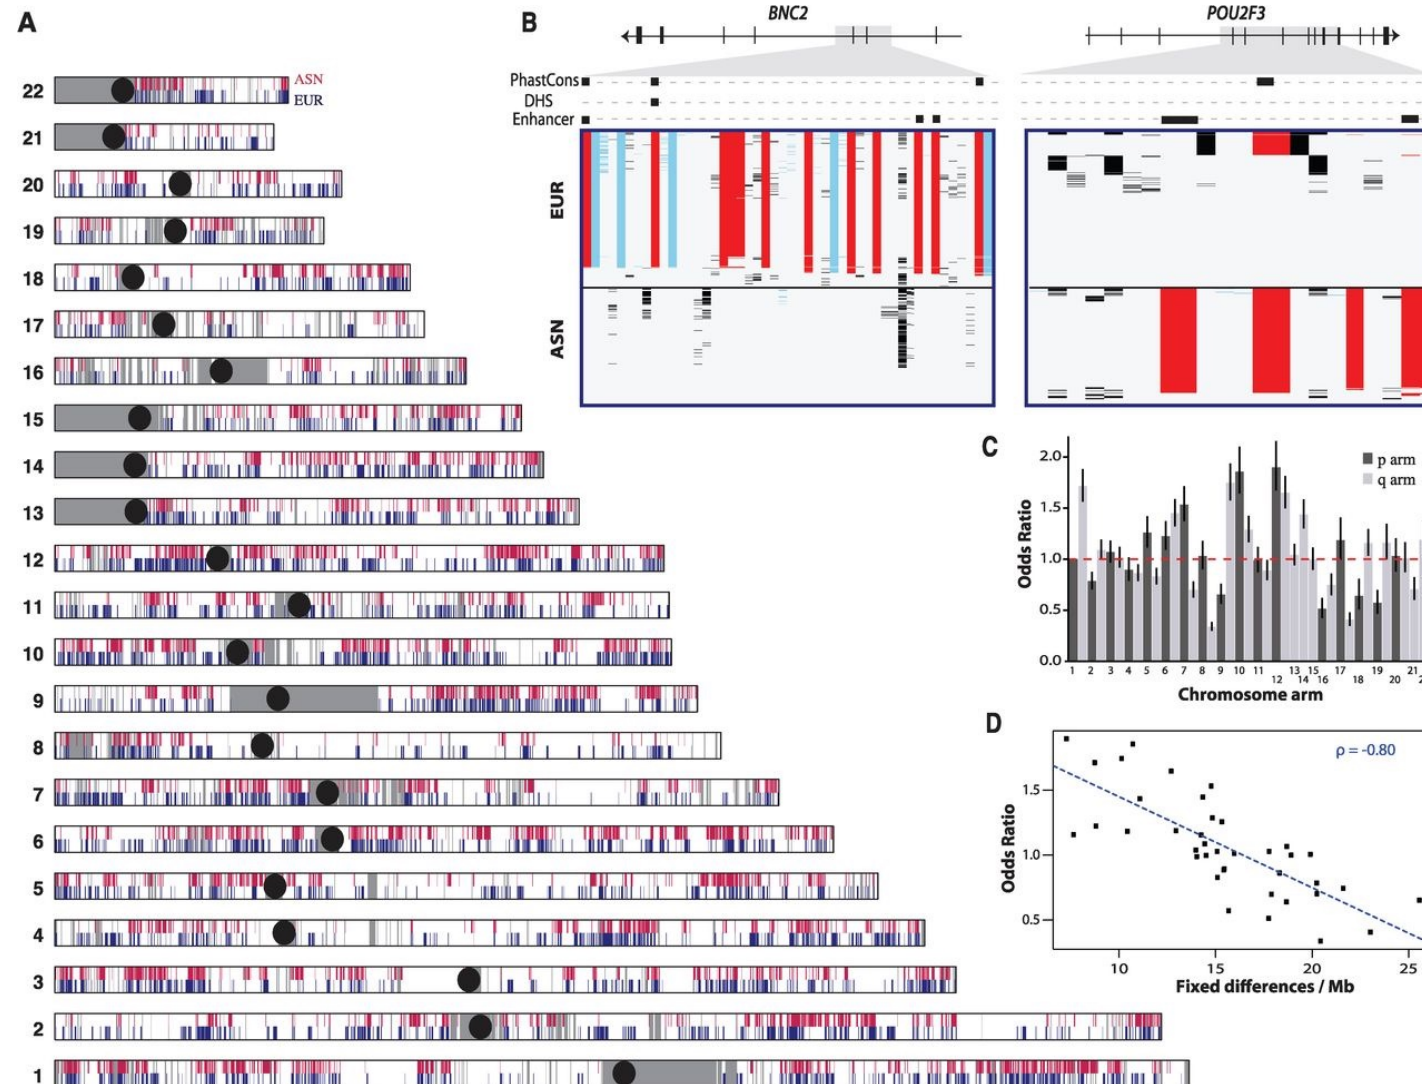 A
22
ASN
EUR
21
20
19
18
17
16
15
14
13
12
11
10
9
8
7
6
5
4
3
2
1
B
BNC2
POU2F3
PhastCons
DHS
Enhancer
EUR
ASN
C
2.0
1.5
1.0
0.5
0.0
Odds Ratio
p arm
q arm
1 2 3 4 5 6 7 8 9 10 11 12 13 14 15 16 17 18 19 20 21
Chromosome arm
D
ρ = -0.80
1.5
1.0
0.5
Odds Ratio
10 15 20 25
Fixed differences / Mb